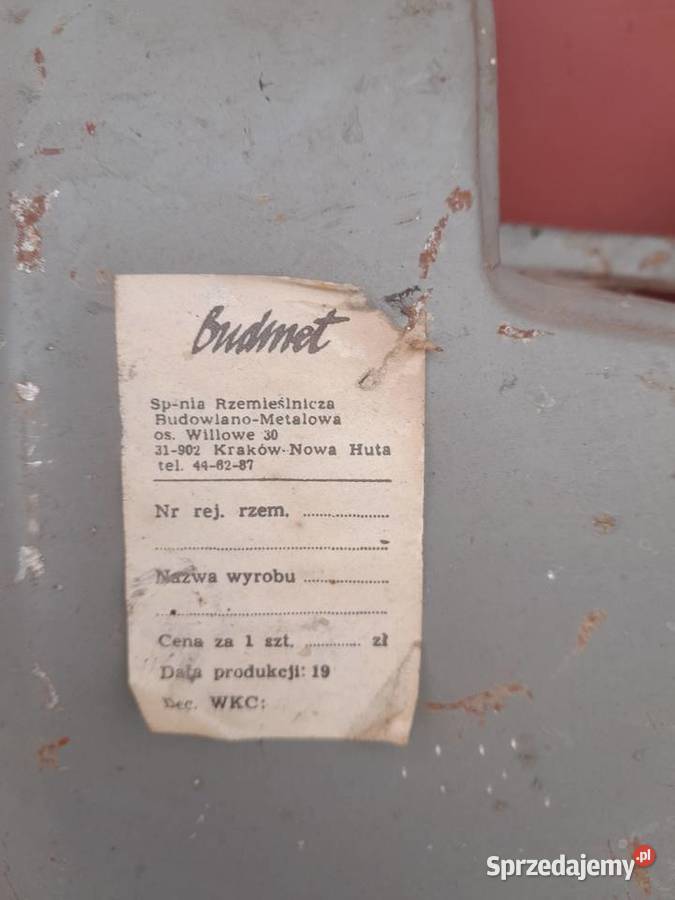 Budmet
Sp-nia Rzemieślnicza
Budowlano-Metalowa
os. Willowe 30
31-902 Kraków-Nowa Huta
tel. 44-62-87
Nr rej. rzem. ....................
..................................................
Nazwa wyrobu ....................
..................................................
Cena za 1 szt. ............. zł
Data produkcji: 19
Dec. WKC:
Sprzedajemy.pl